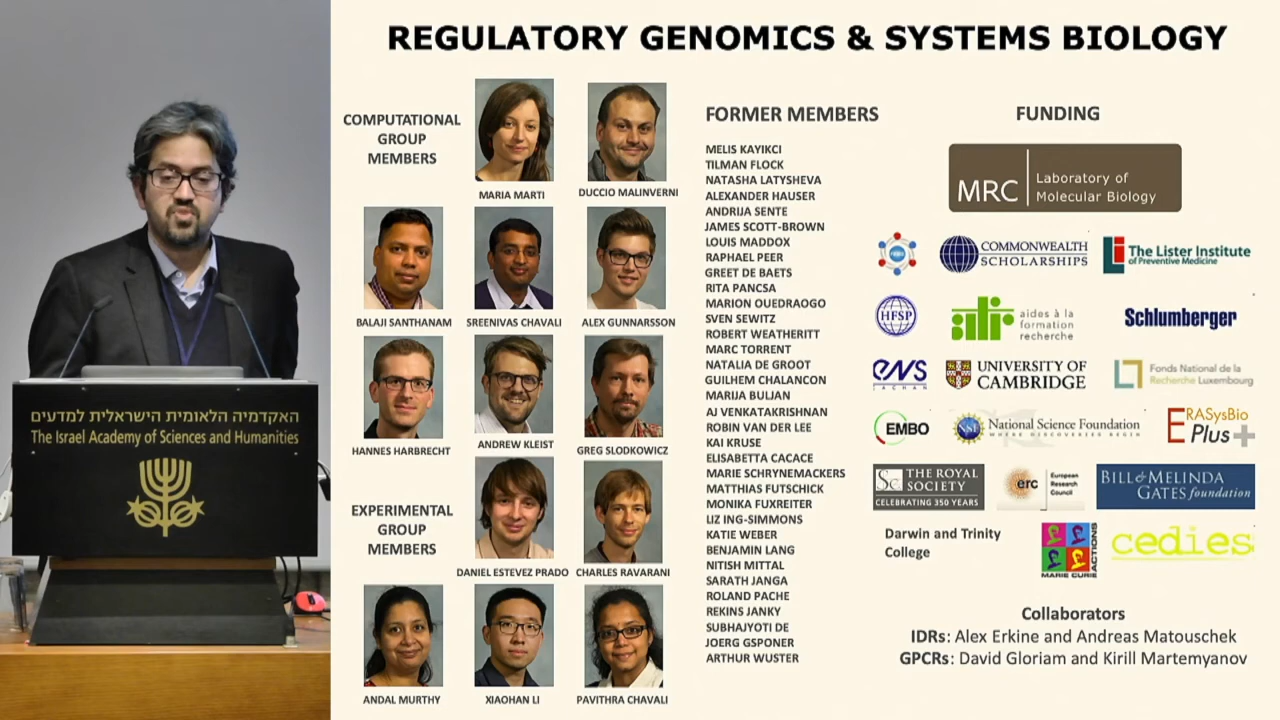 REGULATORY GENOMICS & SYSTEMS BIOLOGY
COMPUTATIONAL
GROUP
MEMBERS
MARIA MARTI
DUCCIO MALINVERNI
BALAJI SANTHANAM
SREENIVAS CHAVALI
ALEX GUNNARSSON
HANNES HARBRECHT
ANDREW KLEIST
GREG SLODKOWICZ
EXPERIMENTAL
GROUP
MEMBERS
DANIEL ESTEVEZ PRADO
CHARLES RAVARANI
ANDAL MURTHY
XIAOHAN LI
PAVITHRA CHAVALI
FORMER MEMBERS
MELIS KAYIKCI
TILMAN FLOCK
NATASHA LATYSHEVA
ALEXANDER HAUSER
ANDRIJA SENTE
JAMES SCOTT-BROWN
LOUIS MADDOX
RAPHAEL PEER
GREET DE BAETS
RITA PANCSA
MARION OUEDRAOGO
SVEN SEWITZ
ROBERT WEATHERITT
MARC TORRENT
NATALIA DE GROOT
GUILHEM CHALANCON
MARIJA BULJAN
AJ VENKATAKRISHNAN
ROBIN VAN DER LEE
KAI KRUSE
ELISABETTA CACACE
MARIE SCHRYNEMACKERS
MATTHIAS FUTSCHICK
MONIKA FUXREITER
LIZ ING-SIMMONS
KATIE WEBER
BENJAMIN LANG
NITISH MITTAL
SARATH JANGA
ROLAND PACHE
REKINS JANKY
SUBHAJYOTI DE
JOERG GSPONER
ARTHUR WUSTER
FUNDING
MRC
Laboratory of
Molecular Biology
COMMONWEALTH
SCHOLARSHIPS
The Lister Institute
of Preventive Medicine
HFSP
afr
aides à la
formation
recherche
Schlumberger
ENS
CACHAN
UNIVERSITY OF
CAMBRIDGE
Fonds National de la
Recherche Luxembourg
EMBO
NSF
National Science Foundation
WHERE DISCOVERIES BEGIN
ERASysBio
Plus+
THE ROYAL
SOCIETY
CELEBRATING 350 YEARS
erc
European
Research
Council
BILL & MELINDA
GATES foundation
Darwin and Trinity
College
MARIE CURIE
ACTIONS
cedies
Collaborators
IDRs: Alex Erkine and Andreas Matouschek
GPCRs: David Gloriam and Kirill Martemyanov
האקדמיה הלאומית הישראלית למדעים
The Israel Academy of Sciences and Humanities